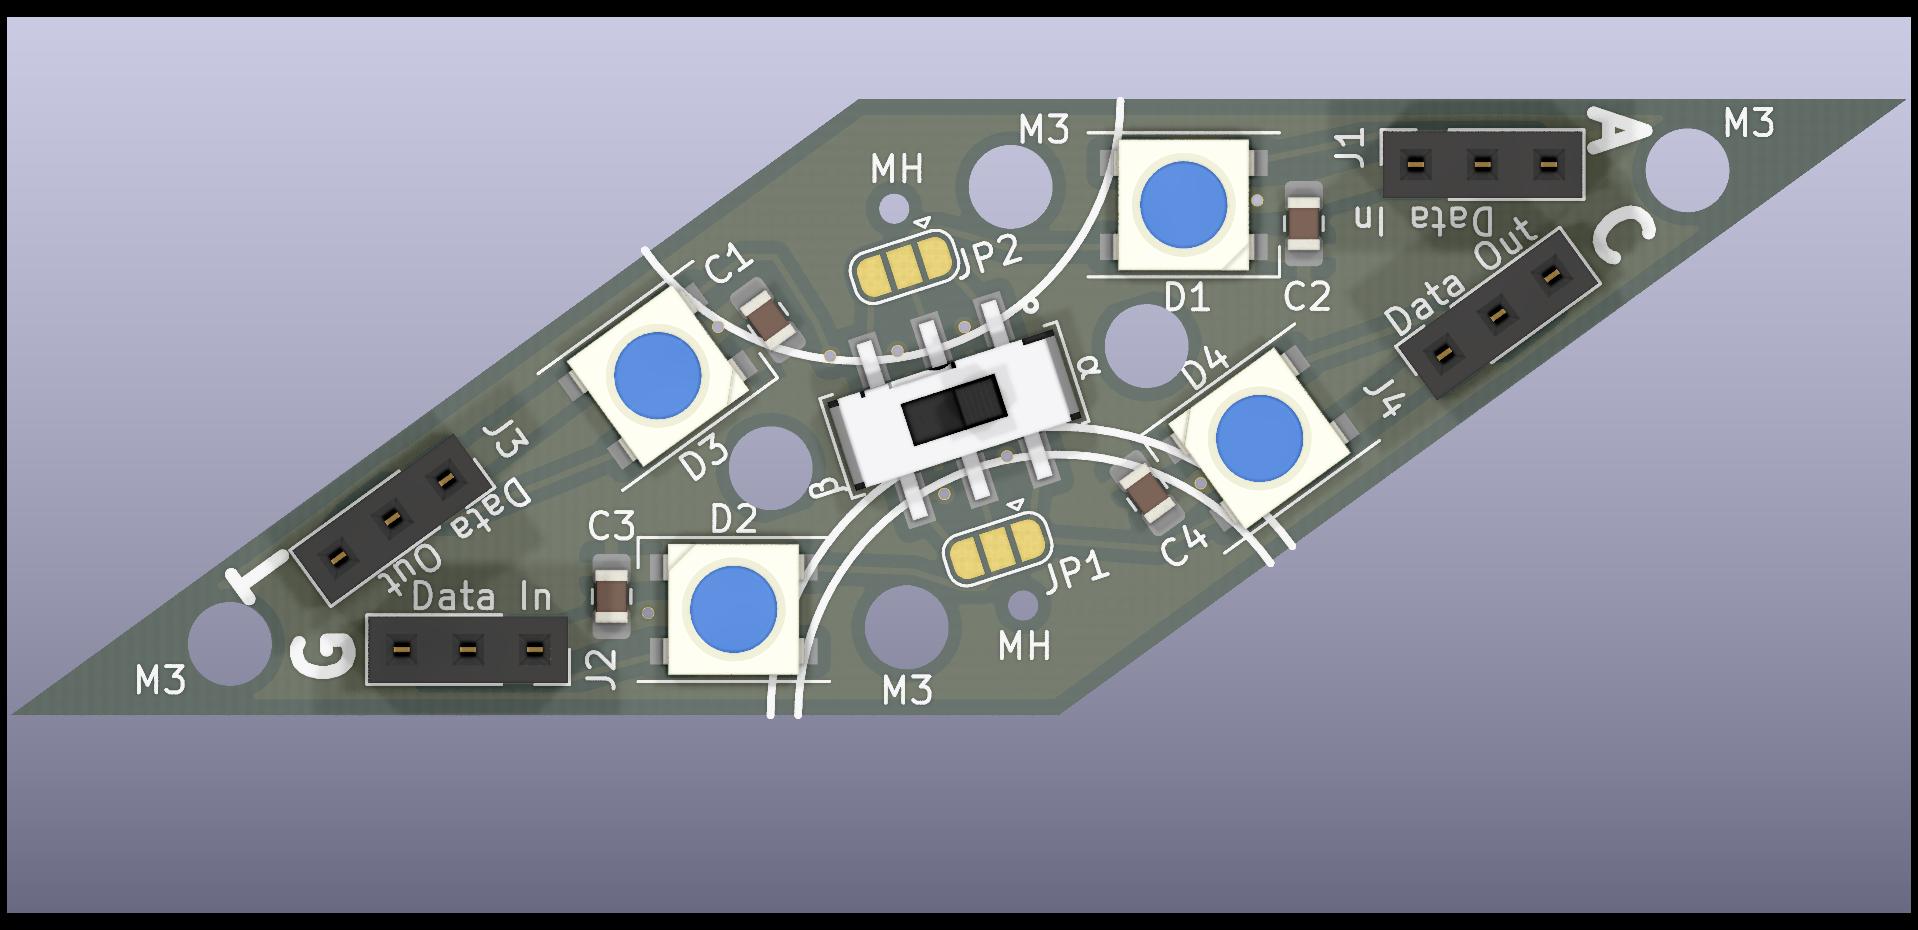 M3
A
M3
J1
MH
Data In
C
Data Out
JP2
C1
D1
C2
J4
D4
J3
D3
Data Out
C3
D2
C4
JP1
T
Data In
MH
G
J2
M3
M3